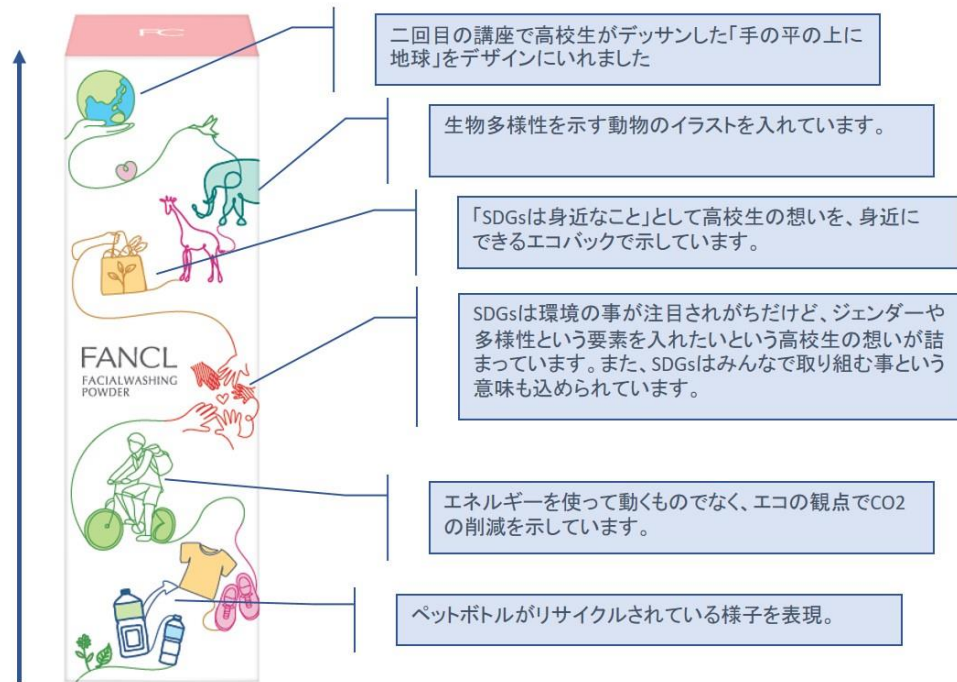 FC
二回目の講座で高校生がデッサンした「手の平の上に
地球」をデザインにいれました
生物多様性を示す動物のイラストを入れています。
「SDGsは身近なこと」として高校生の想いを、身近に
できるエコバックで示しています。
SDGsは環境の事が注目されがちだけど、ジェンダーや
多様性という要素を入れたいという高校生の想いが詰
まっています。また、SDGsはみんなで取り組む事という
意味も込められています。
FANCL
FACIALWASHING
POWDER
エネルギーを使って動くものでなく、エコの観点でCO2
の削減を示しています。
ペットボトルがリサイクルされている様子を表現。